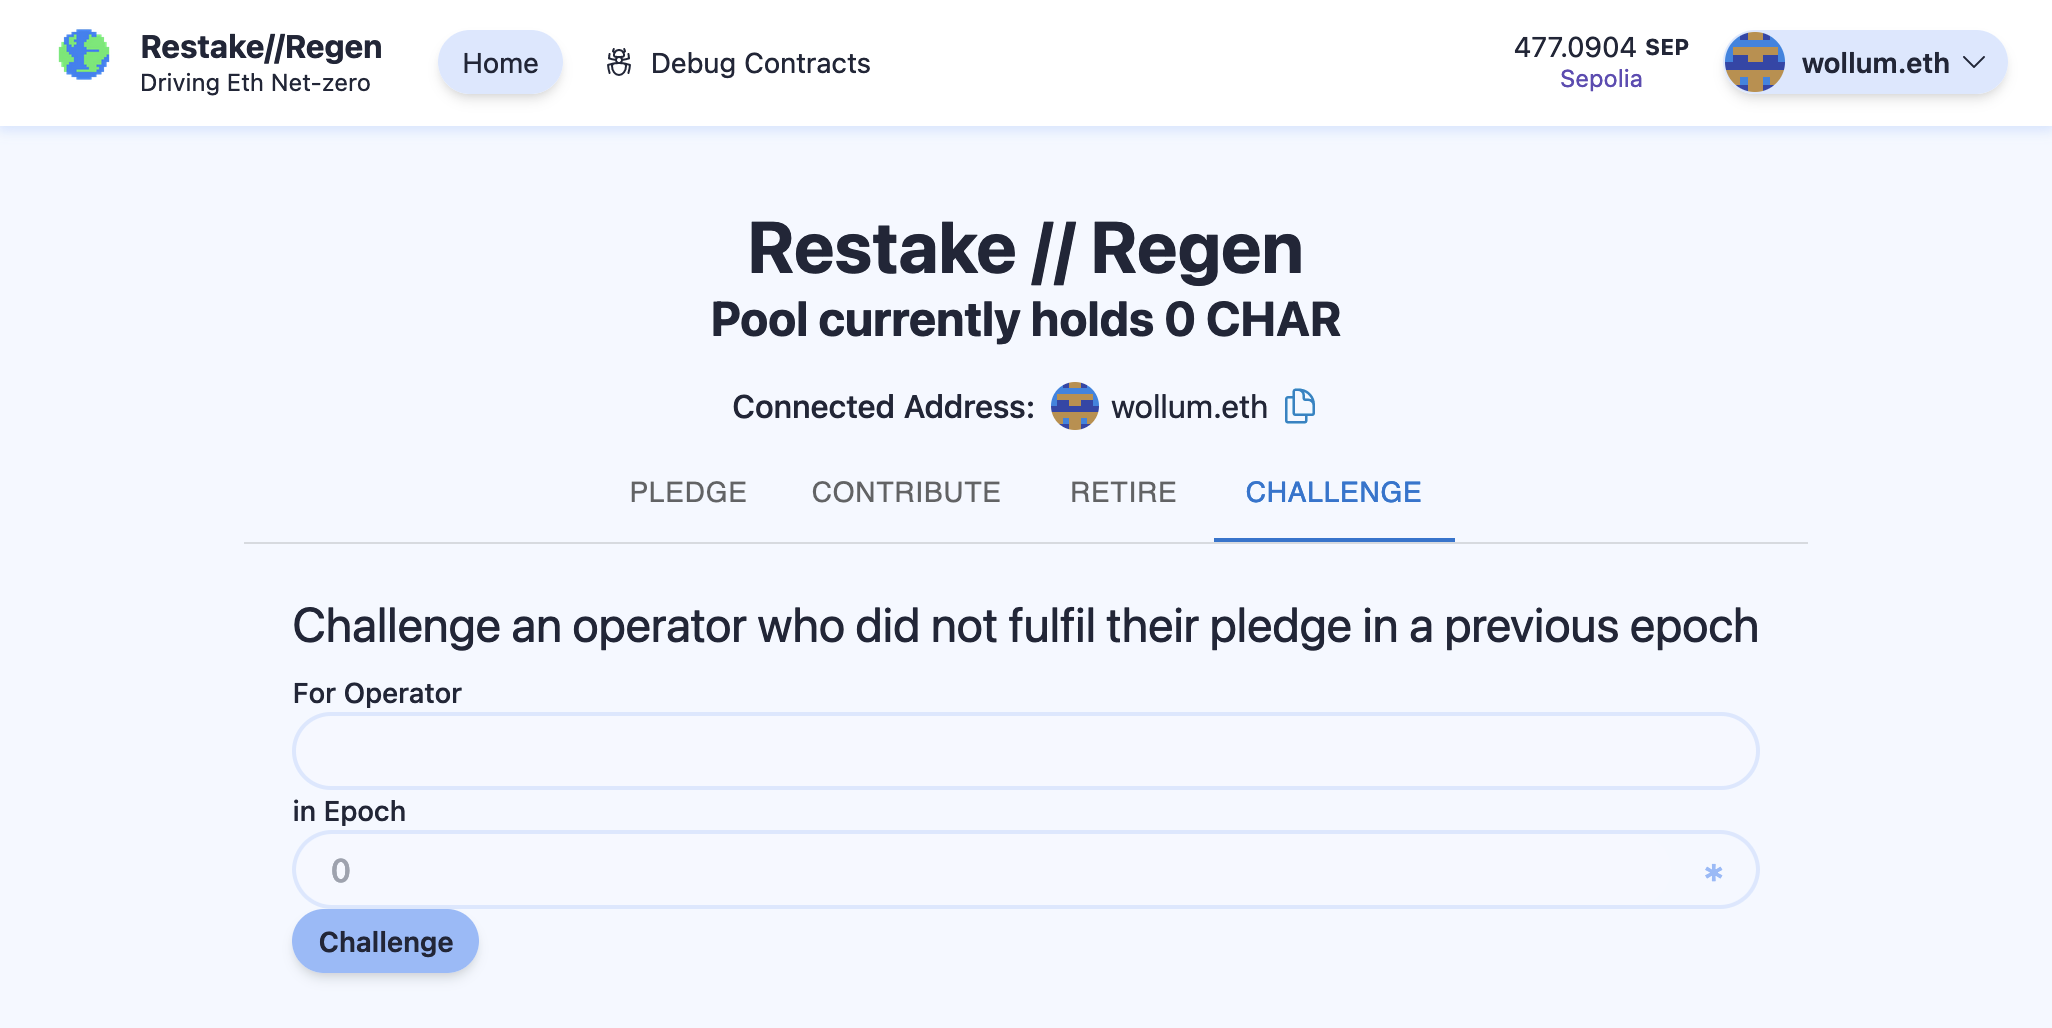 Restake//Regen
Driving Eth Net-zero
Home
Debug Contracts
477.0904 SEP
Sepolia
wollum.eth
Restake // Regen
Pool currently holds 0 CHAR
Connected Address: wollum.eth
PLEDGE CONTRIBUTE RETIRE CHALLENGE
Challenge an operator who did not fulfil their pledge in a previous epoch
For Operator
in Epoch
0 *
Challenge